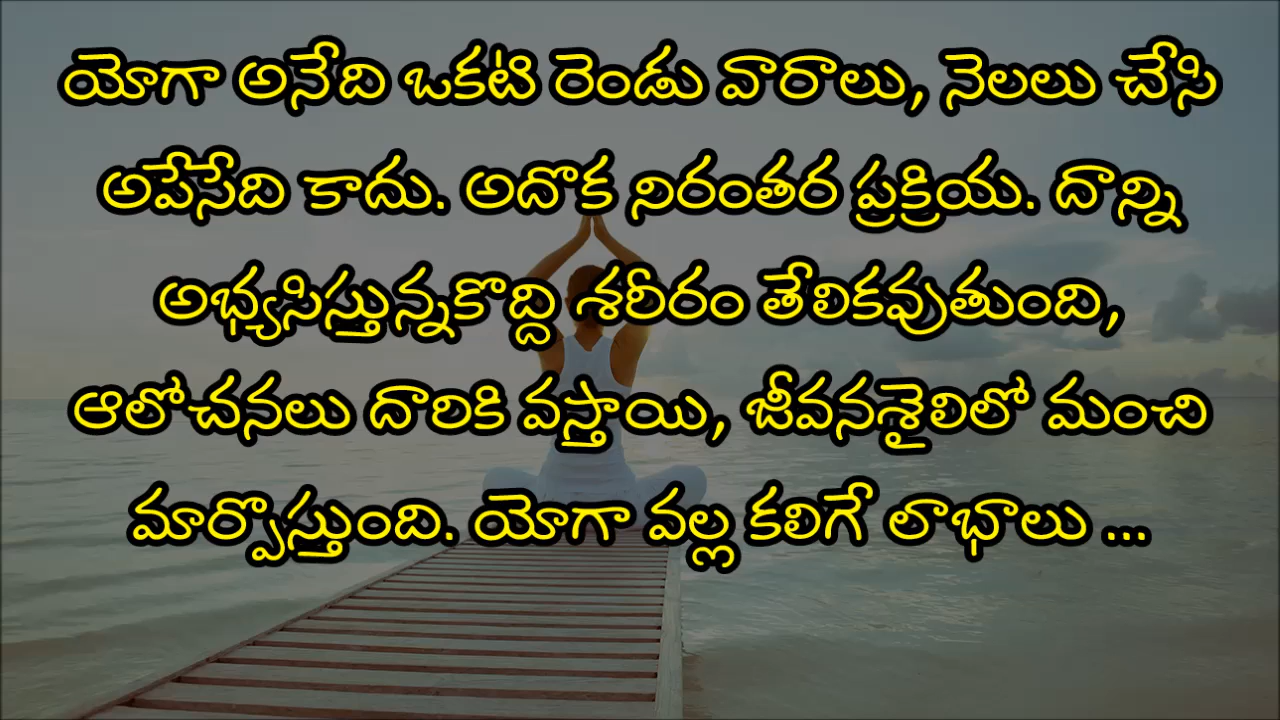 యోగా అనేది ఒకటి రెండు వారాలు, నెలలు చేసి
అపేసేది కాదు. అదొక నిరంతర ప్రక్రియ. దాన్ని
అభ్యసిస్తున్నకొద్ది శరీరం తేలికవుతుంది,
ఆలోచనలు దారికి వస్తాయి, జీవనశైలిలో మంచి
మార్పొస్తుంది. యోగా వల్ల కలిగే లాభాలు ...